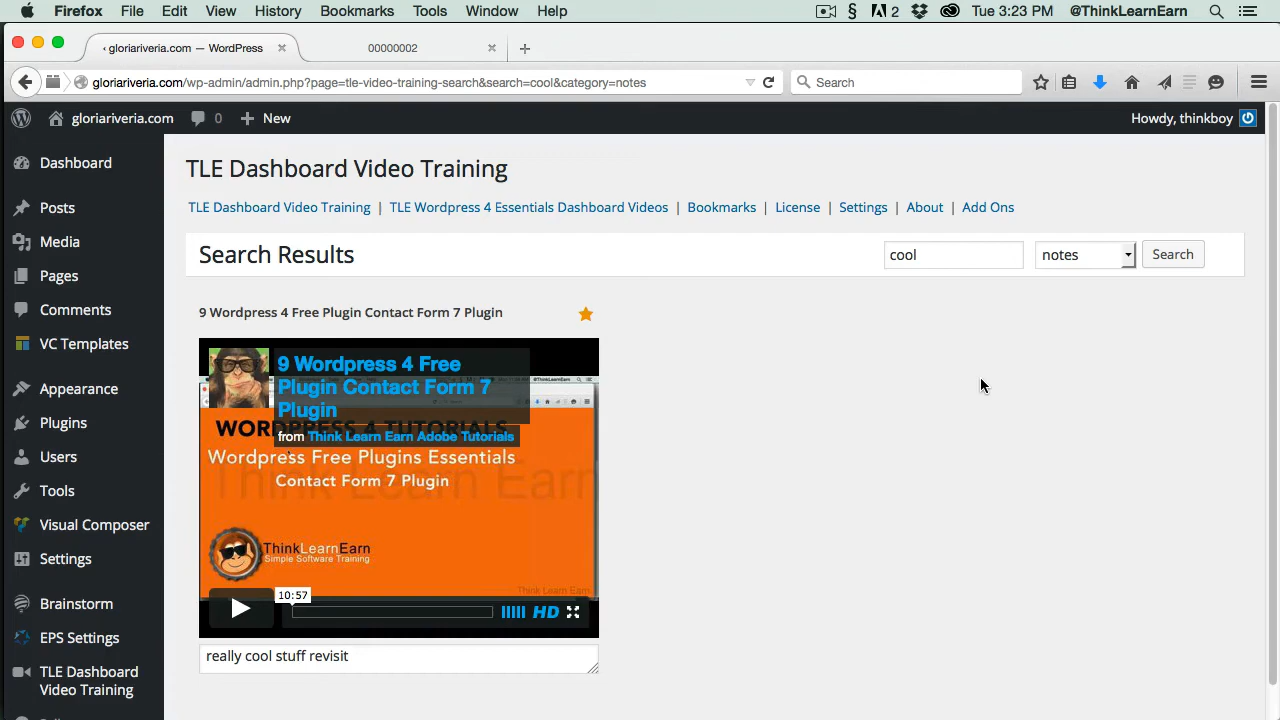 Firefox File Edit View History Bookmarks Tools Window Help § 2 Tue 3:23 PM @ThinkLearnEarn
‹ gloriariveria.com — WordPress × 00000002 × +
gloriariveria.com/wp-admin/admin.php?page=tle-video-training-search&search=cool&category=notes Search
gloriariveria.com 0 + New Howdy, thinkboy
Dashboard
Posts
Media
Pages
Comments
VC Templates
Appearance
Plugins
Users
Tools
Visual Composer
Settings
Brainstorm
EPS Settings
TLE Dashboard
Video Training
TLE Dashboard Video Training
TLE Dashboard Video Training | TLE Wordpress 4 Essentials Dashboard Videos | Bookmarks | License | Settings | About | Add Ons
Search Results cool notes Search
9 Wordpress 4 Free Plugin Contact Form 7 Plugin
9 Wordpress 4 Free
Plugin Contact Form 7
Plugin
WORDPRESS 4 TUTORIALS
from Think Learn Earn Adobe Tutorials
Wordpress Free Plugins Essentials
Contact Form 7 Plugin
Think Learn Earn
ThinkLearnEarn
Simple Software Training
Think Learn Earn
10:57
HD
really cool stuff revisit